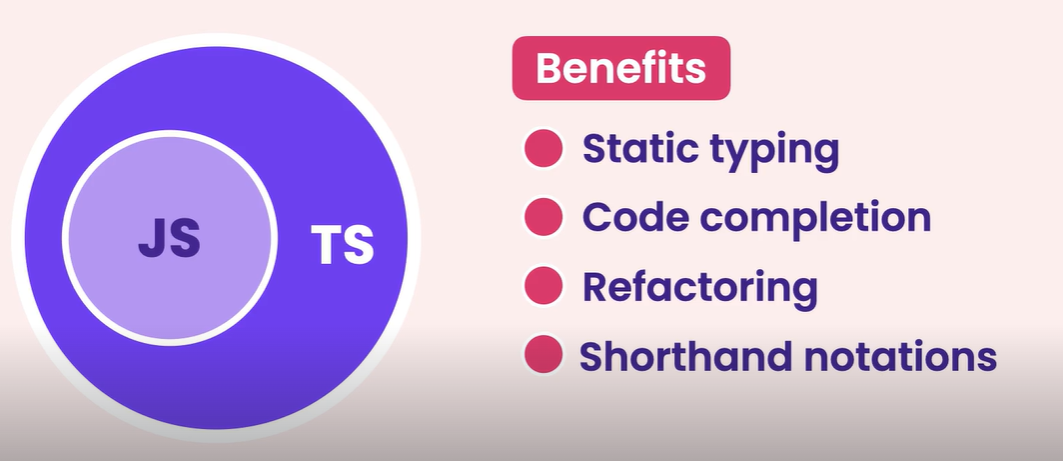 JS
TS
Benefits
Static typing
Code completion
Refactoring
Shorthand notations